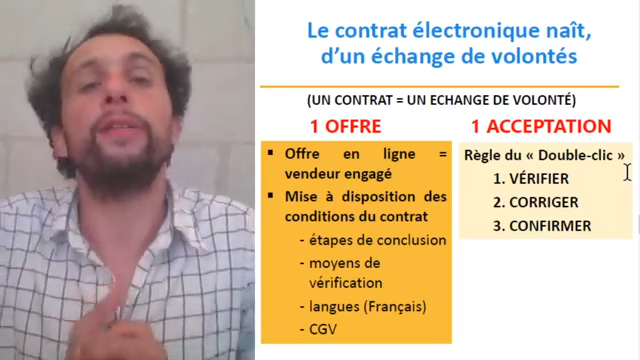 Le contrat électronique naît,
d'un échange de volontés
(UN CONTRAT = UN ECHANGE DE VOLONTÉ)
1 OFFRE
▪ Offre en ligne =
vendeur engagé
▪ Mise à disposition des
conditions du contrat
- étapes de conclusion
- moyens de
vérification
- langues (Français)
- CGV
1 ACCEPTATION
Règle du « Double-clic »
1. VÉRIFIER
2. CORRIGER
3. CONFIRMER